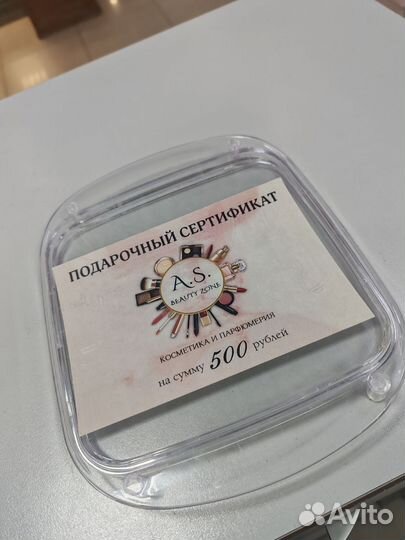 ПОДАРОЧНЫЙ СЕРТИФИКАТ
A.S.
BEAUTY ZONE
КОСМЕТИКА И ПАРФЮМЕРИЯ
на сумму 500 рублей
Avito